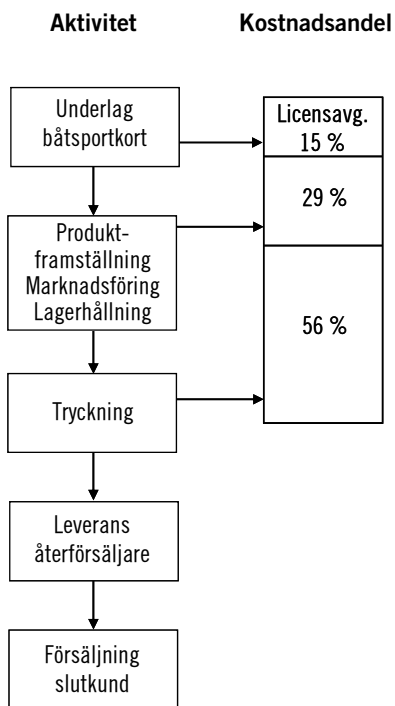 Aktivitet
Kostnadsandel
Underlag
båtsportkort
Licensavg.
15 %
29 %
Produkt-
framställning
Marknadsföring
Lagerhållning
56 %
Tryckning
Leverans
återförsäljare
Försäljning
slutkund